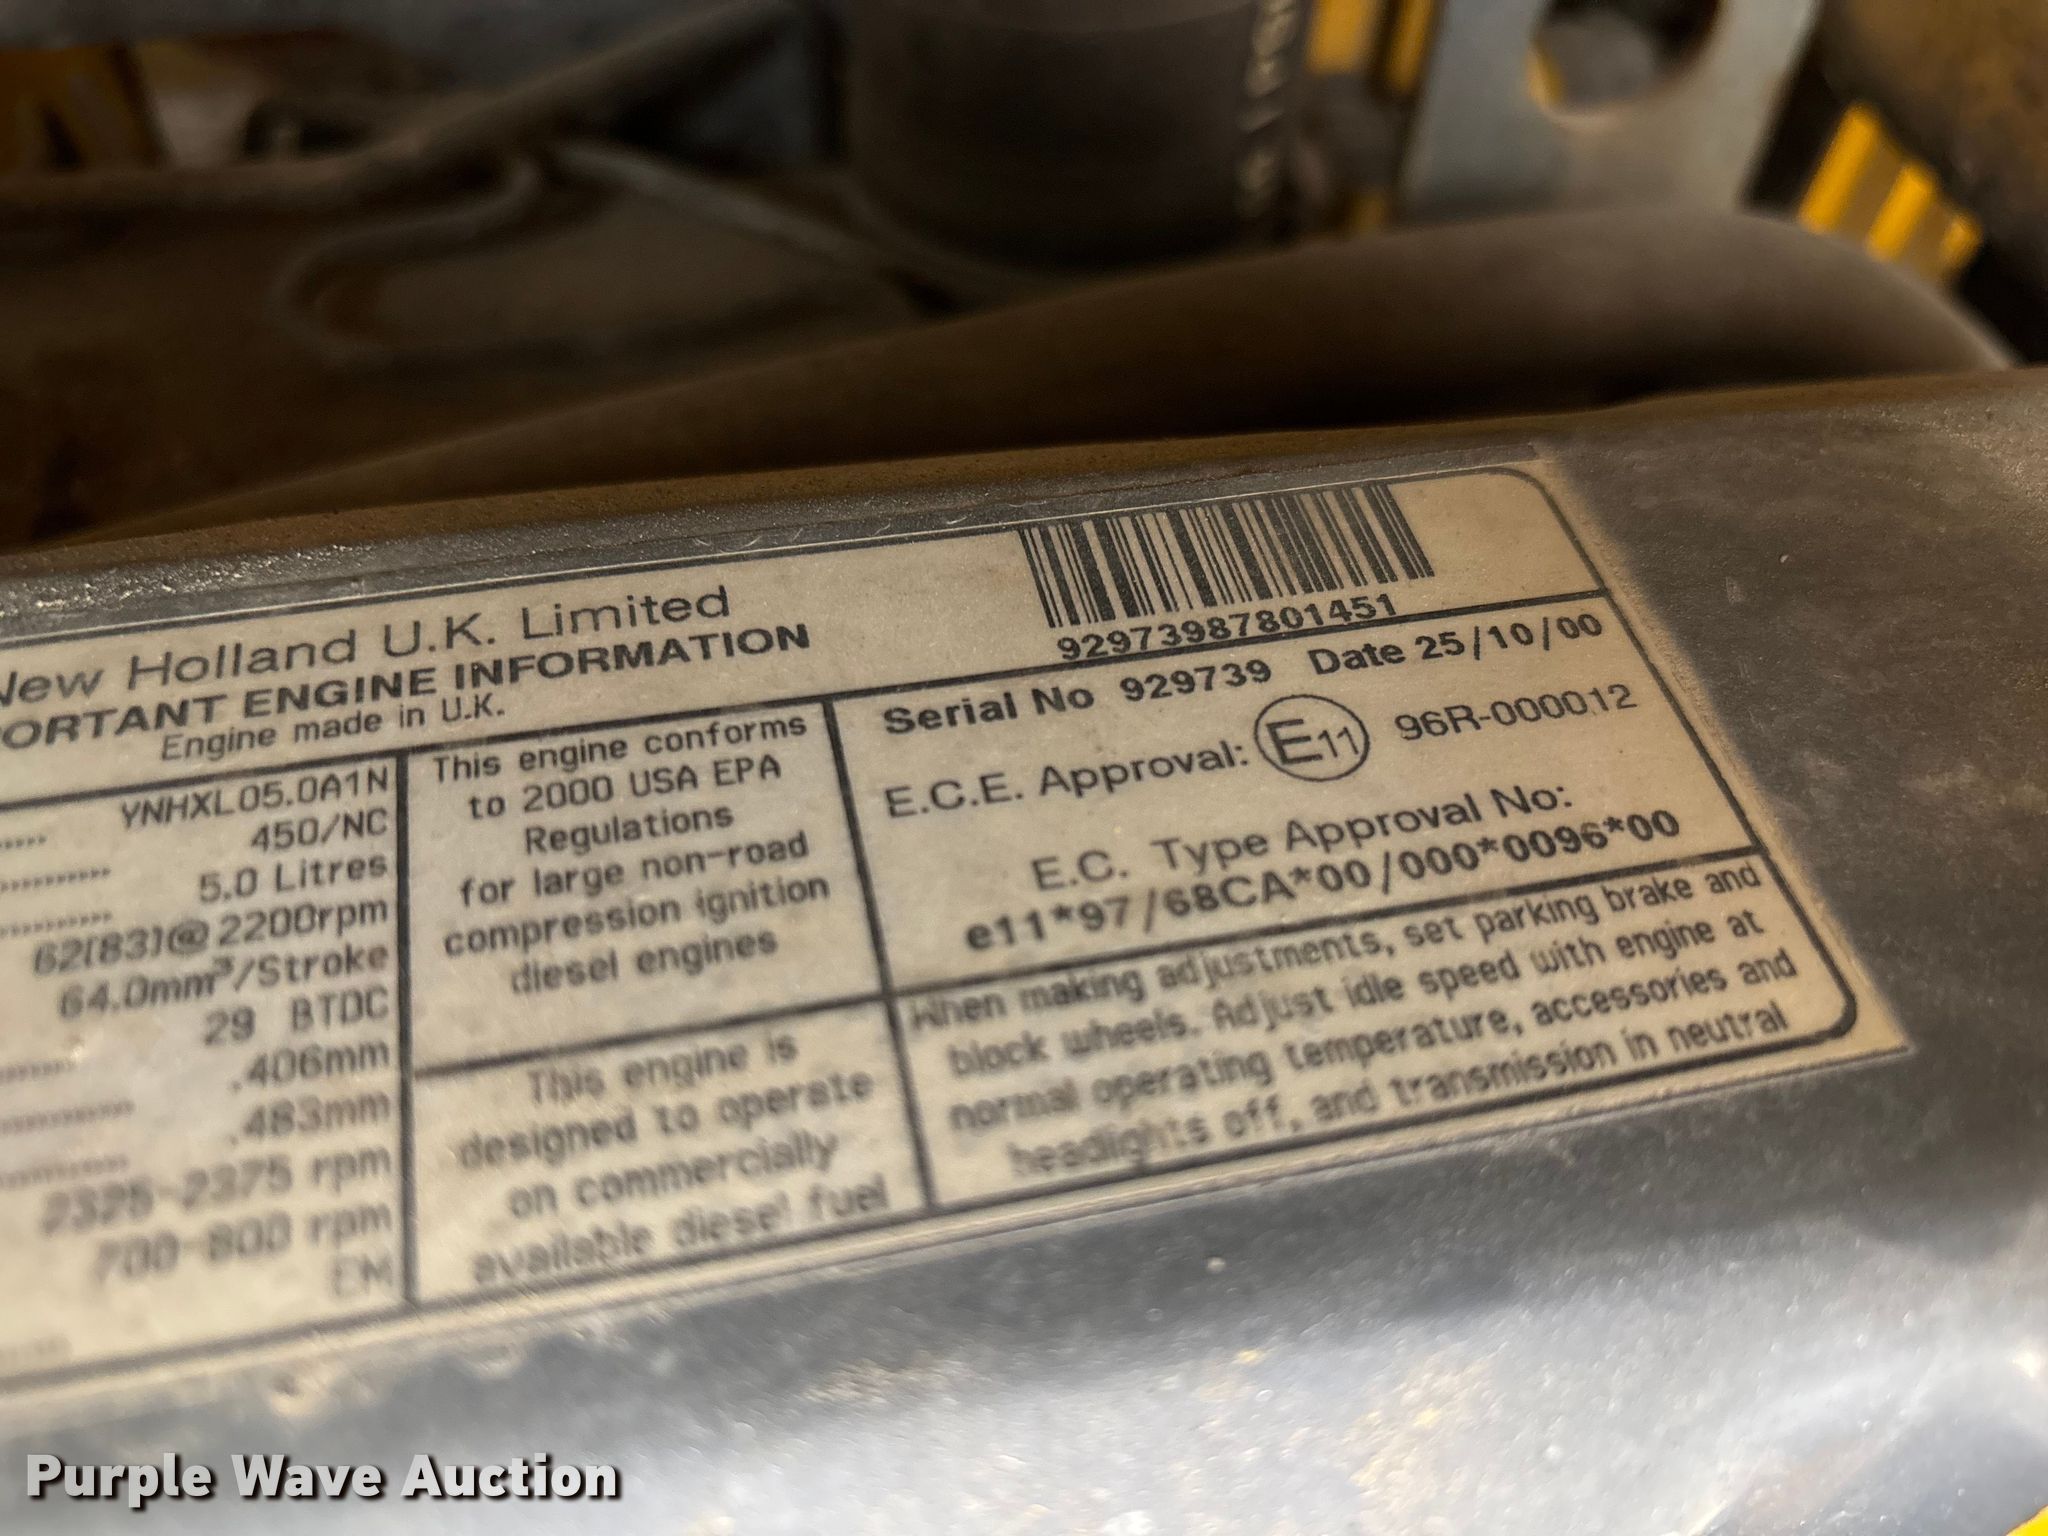 New Holland U.K. Limited
92973987801451
PORTANT ENGINE INFORMATION
Engine made in U.K.
YNHXL05.0A1N
450/NC
5.0 Litres
62(83)@2200rpm
64.0mm³/Stroke
29 BTDC
.406mm
.483mm
2325-2375 rpm
700-800 rpm
EM
This engine conforms
to 2000 USA EPA
Regulations
for large non-road
compression ignition
diesel engines
This engine is
designed to operate
on commercially
available diesel fuel
Serial No 929739 Date 25/10/00
E.C.E. Approval: E11 96R-000012
E.C. Type Approval No:
e11*97/68CA*00/000*0096*00
When making adjustments, set parking brake and
block wheels. Adjust idle speed with engine at
normal operating temperature, accessories and
headlights off, and transmission in neutral
Purple Wave Auction